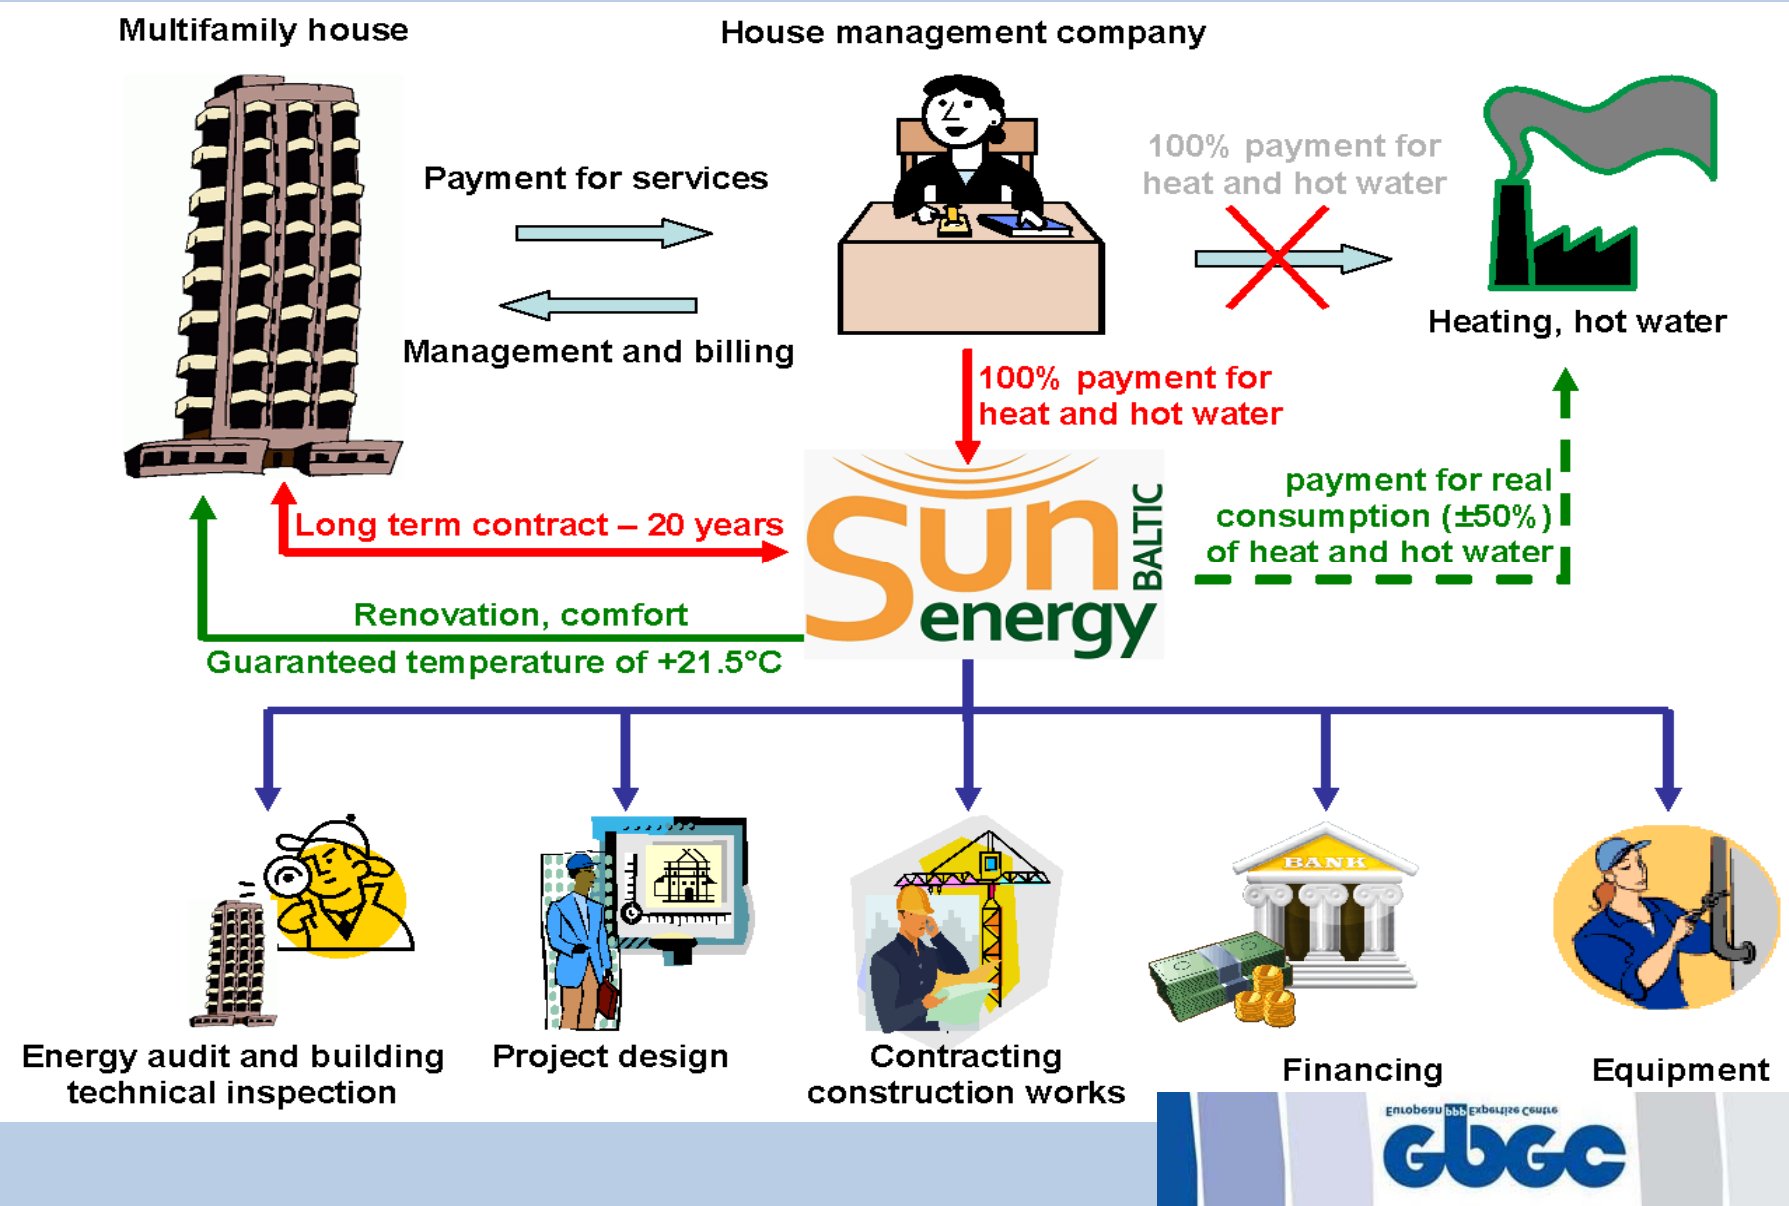 Multifamily house
House management company
Payment for services
Management and billing
100% payment for
heat and hot water
Heating, hot water
100% payment for
heat and hot water
payment for real
consumption (±50%)
of heat and hot water
Long term contract – 20 years
Renovation, comfort
Guaranteed temperature of +21.5°C
Sun
energy
BALTIC
BANK
Energy audit and building
technical inspection
Project design
Contracting
construction works
Financing
Equipment
European PPP Expertise Centre